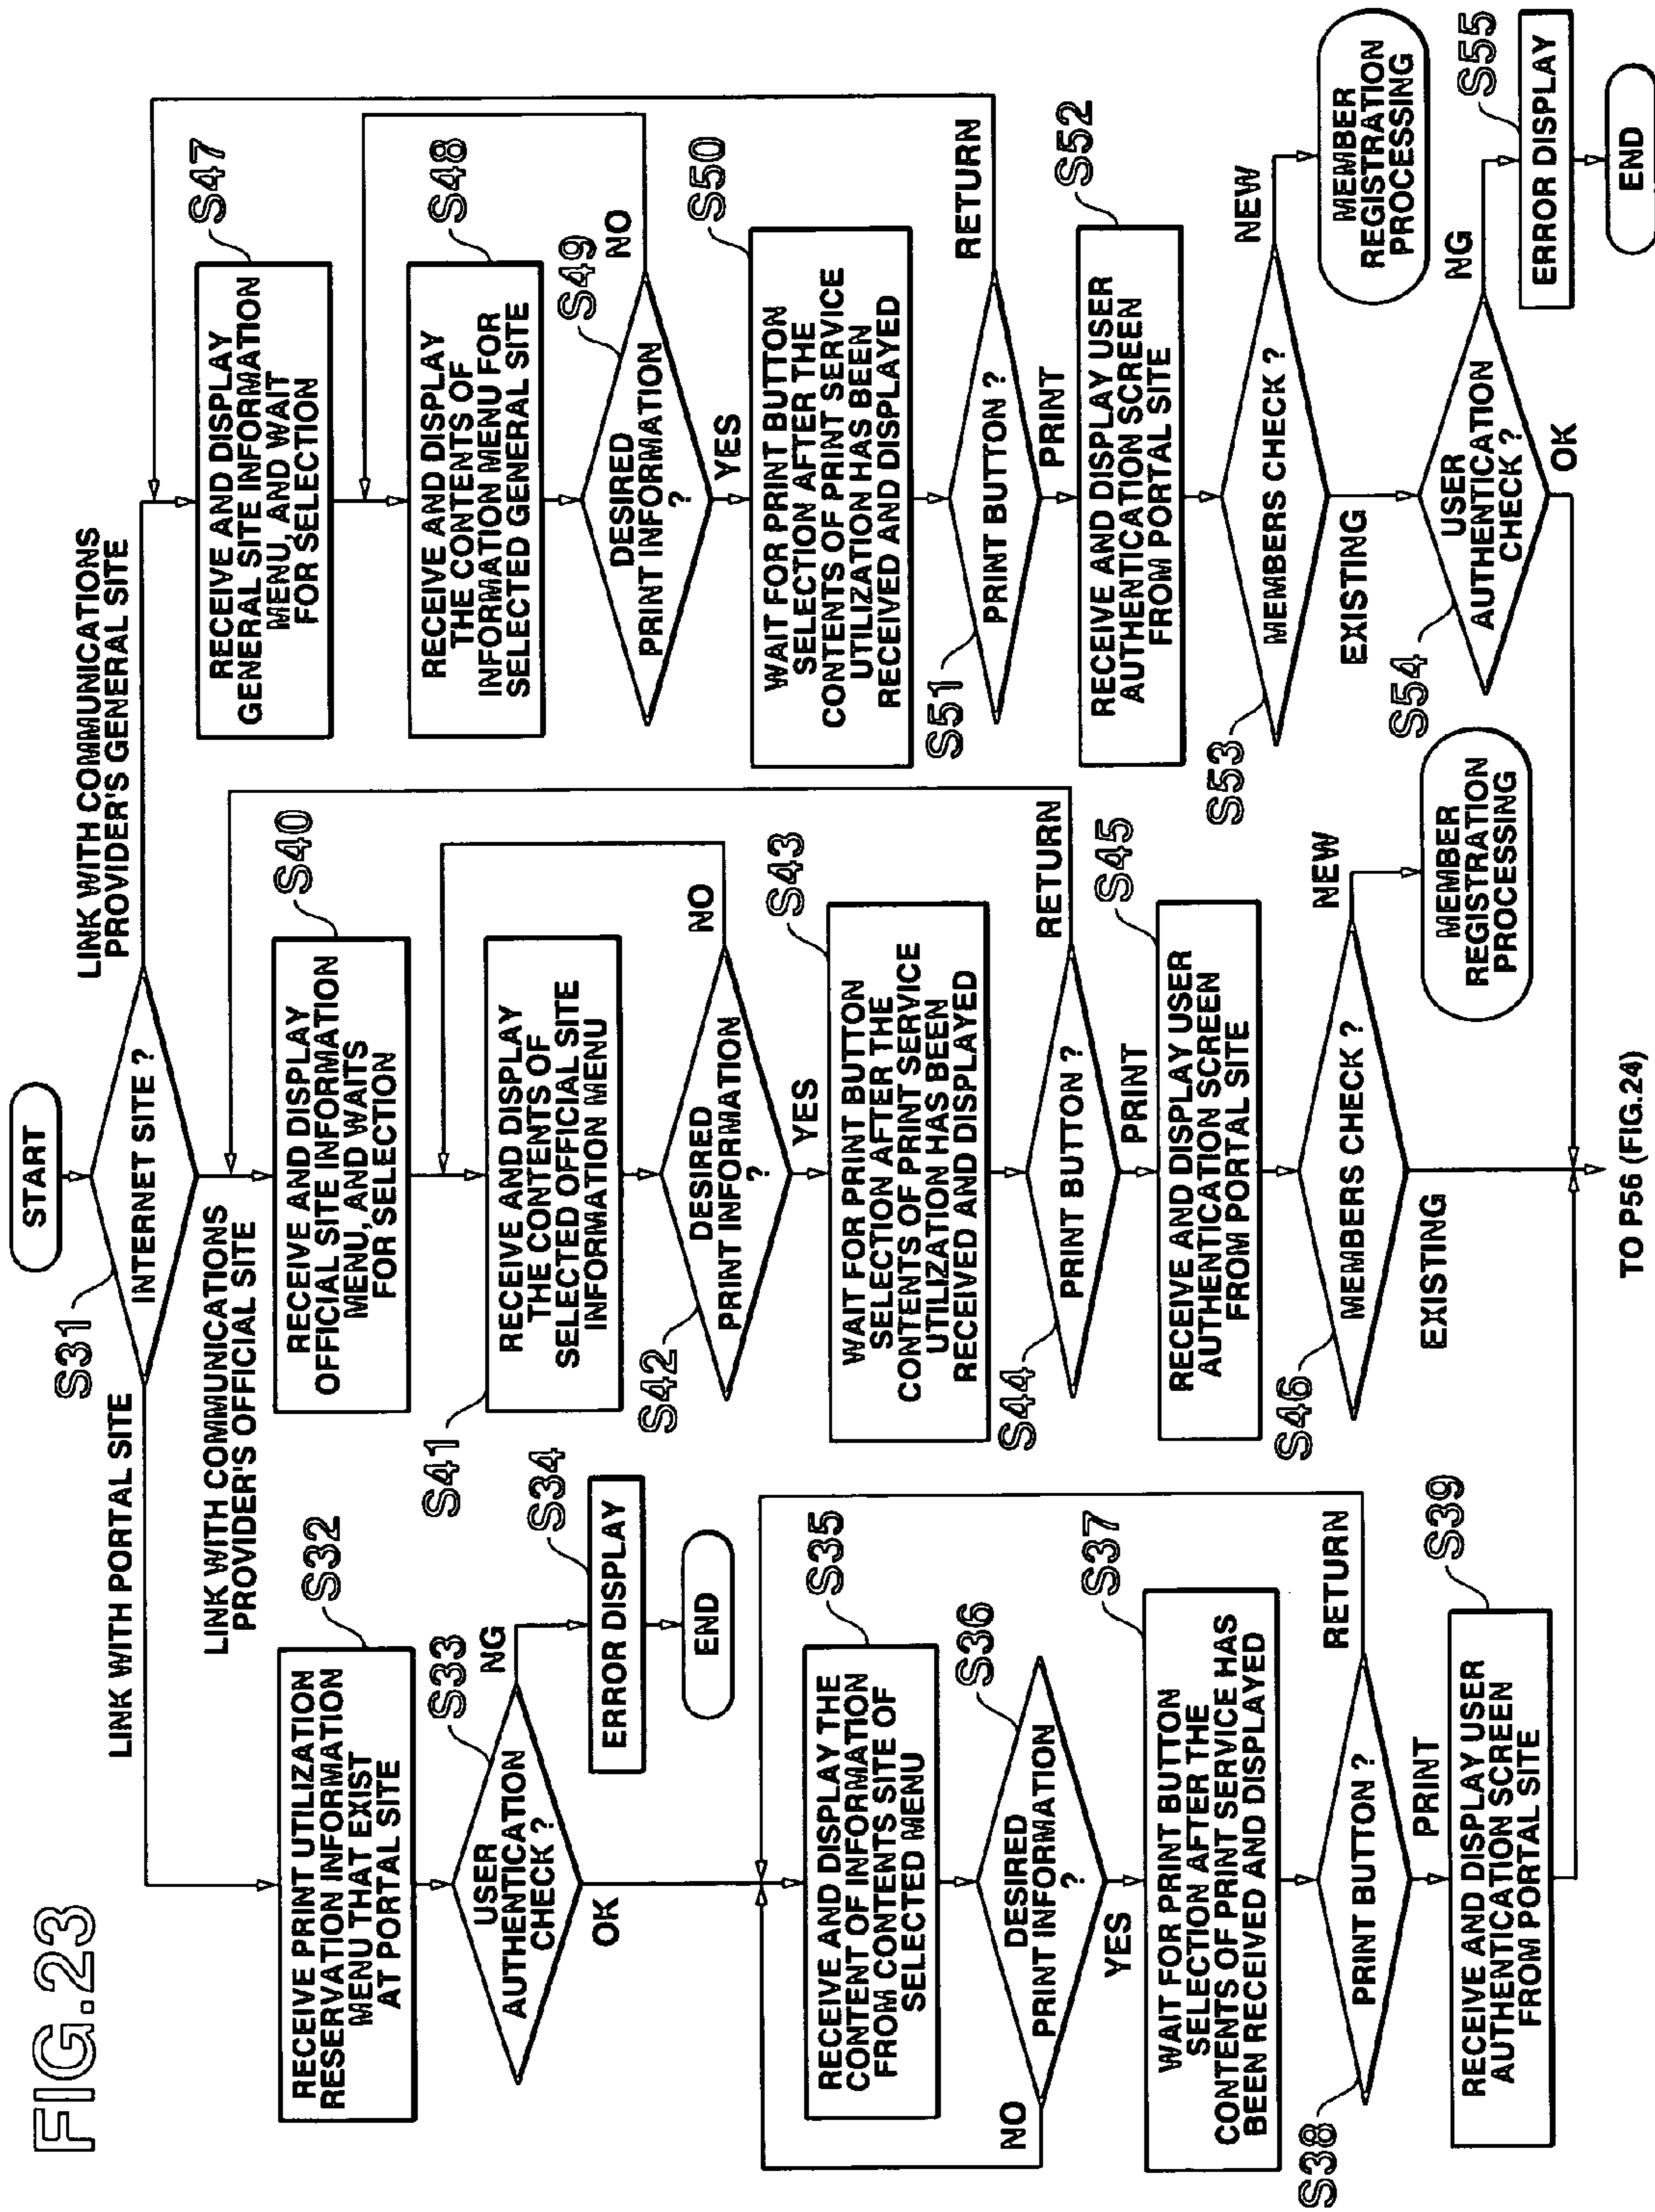 FIG.23
START
S31
INTERNET SITE ?
LINK WITH PORTAL SITE
LINK WITH COMMUNICATIONS
PROVIDER'S OFFICIAL SITE
LINK WITH COMMUNICATIONS
PROVIDER'S GENERAL SITE
S32
RECEIVE PRINT UTILIZATION
RESERVATION INFORMATION
MENU THAT EXIST
AT PORTAL SITE
S33
USER
AUTHENTICATION
CHECK ?
NG
S34
ERROR DISPLAY
END
OK
S35
RECEIVE AND DISPLAY THE
CONTENT OF INFORMATION
FROM CONTENTS SITE OF
SELECTED MENU
S36
DESIRED
PRINT INFORMATION
?
NO
YES
S37
WAIT FOR PRINT BUTTON
SELECTION AFTER THE
CONTENTS OF PRINT SERVICE HAS
BEEN RECEIVED AND DISPLAYED
S38
PRINT BUTTON ?
RETURN
PRINT
S39
RECEIVE AND DISPLAY USER
AUTHENTICATION SCREEN
FROM PORTAL SITE
S40
RECEIVE AND DISPLAY
OFFICIAL SITE INFORMATION
MENU, AND WAITS
FOR SELECTION
S41
RECEIVE AND DISPLAY
THE CONTENTS OF
SELECTED OFFICIAL SITE
INFORMATION MENU
S42
DESIRED
PRINT INFORMATION
?
NO
YES
S43
WAIT FOR PRINT BUTTON
SELECTION AFTER THE
CONTENTS OF PRINT SERVICE
UTILIZATION HAS BEEN
RECEIVED AND DISPLAYED
S44
PRINT BUTTON ?
RETURN
PRINT
S45
RECEIVE AND DISPLAY USER
AUTHENTICATION SCREEN
FROM PORTAL SITE
S46
MEMBERS CHECK ?
NEW
MEMBER
REGISTRATION
PROCESSING
EXISTING
S47
RECEIVE AND DISPLAY
GENERAL SITE INFORMATION
MENU, AND WAIT
FOR SELECTION
S48
RECEIVE AND DISPLAY
THE CONTENTS OF
INFORMATION MENU FOR
SELECTED GENERAL SITE
S49
DESIRED
PRINT INFORMATION
?
NO
YES
S50
WAIT FOR PRINT BUTTON
SELECTION AFTER THE
CONTENTS OF PRINT SERVICE
UTILIZATION HAS BEEN
RECEIVED AND DISPLAYED
S51
PRINT BUTTON ?
RETURN
PRINT
S52
RECEIVE AND DISPLAY USER
AUTHENTICATION SCREEN
FROM PORTAL SITE
S53
MEMBERS CHECK ?
NEW
MEMBER
REGISTRATION
PROCESSING
EXISTING
S54
USER
AUTHENTICATION
CHECK ?
NG
S55
ERROR DISPLAY
END
OK
TO P56 (FIG.24)